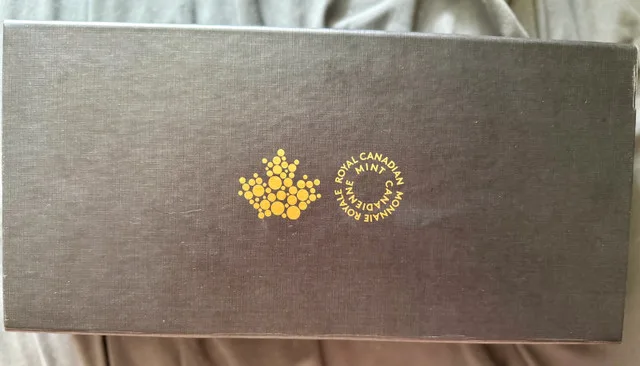 ROYAL CANADIAN MINT
MONNAIE ROYALE CANADIENNE